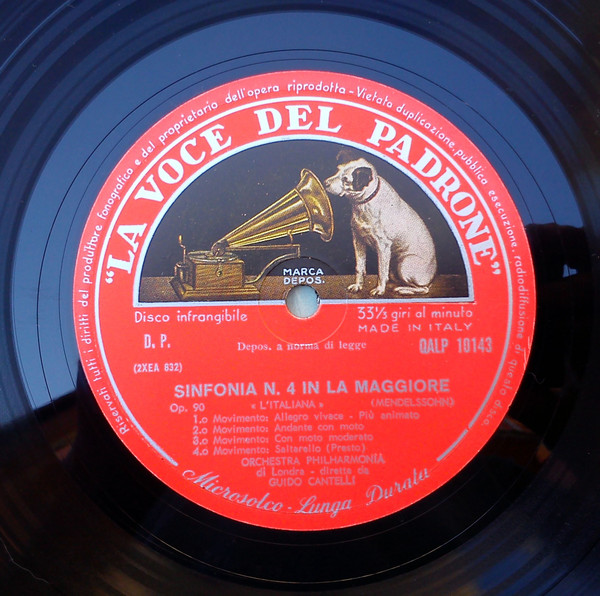 Riservati tutti i diritti del produttore fonografico e del proprietario dell'opera riprodotta - Vietata duplicazione, pubblica esecuzione, radiodiffusione di questo disco.
"LA VOCE DEL PADRONE"
MARCA
DEPOS.
Disco infrangibile
33⅓ giri al minuto
MADE IN ITALY
D. P.
Depos. a norma di legge
QALP 10143
(2XEA 632)
SINFONIA N. 4 IN LA MAGGIORE
Op. 90 « L'ITALIANA » (MENDELSSOHN)
1.o Movimento: Allegro vivace - Più animato
2.o Movimento: Andante con moto
3.o Movimento: Con moto moderato
4.o Movimento: Saltarello (Presto)
ORCHESTRA PHILHARMONIA
di Londra - diretta da
GUIDO CANTELLI
Microsolco - Lunga Durata